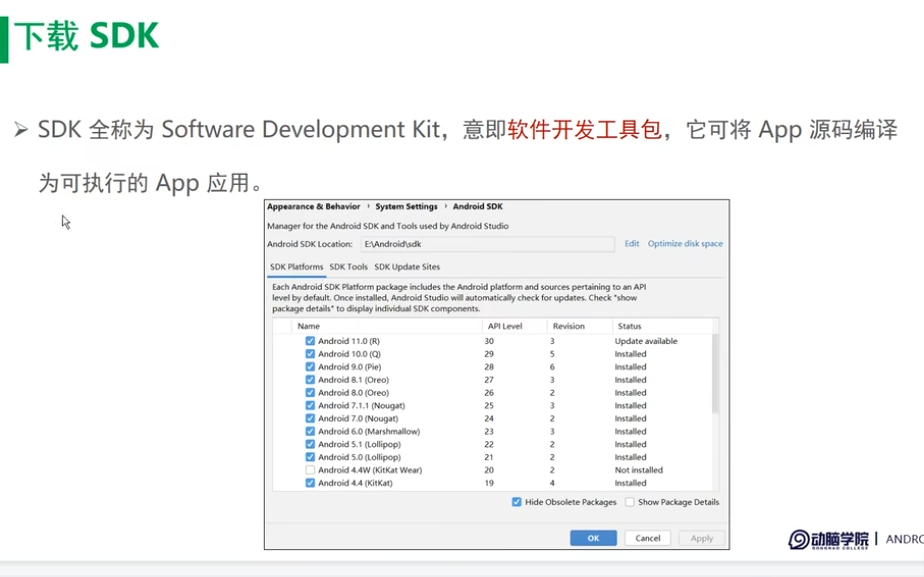 下载 SDK
➢ SDK 全称为 Software Development Kit，意即软件开发工具包，它可将 App 源码编译
为可执行的 App 应用。
Appearance & Behavior › System Settings › Android SDK
Manager for the Android SDK and Tools used by Android Studio
Android SDK Location: E:\Android\sdk Edit Optimize disk space
SDK Platforms SDK Tools SDK Update Sites
Each Android SDK Platform package includes the Android platform and sources pertaining to an API
level by default. Once installed, Android Studio will automatically check for updates. Check "show
package details" to display individual SDK components.
Name API Level Revision Status
Android 11.0 (R) 30 3 Update available
Android 10.0 (Q) 29 5 Installed
Android 9.0 (Pie) 28 6 Installed
Android 8.1 (Oreo) 27 3 Installed
Android 8.0 (Oreo) 26 2 Installed
Android 7.1.1 (Nougat) 25 3 Installed
Android 7.0 (Nougat) 24 2 Installed
Android 6.0 (Marshmallow) 23 3 Installed
Android 5.1 (Lollipop) 22 2 Installed
Android 5.0 (Lollipop) 21 2 Installed
Android 4.4W (KitKat Wear) 20 2 Not installed
Android 4.4 (KitKat) 19 4 Installed
Hide Obsolete Packages Show Package Details
OK Cancel Apply
动脑学院 | ANDRO
DONGNAO COLLEGE